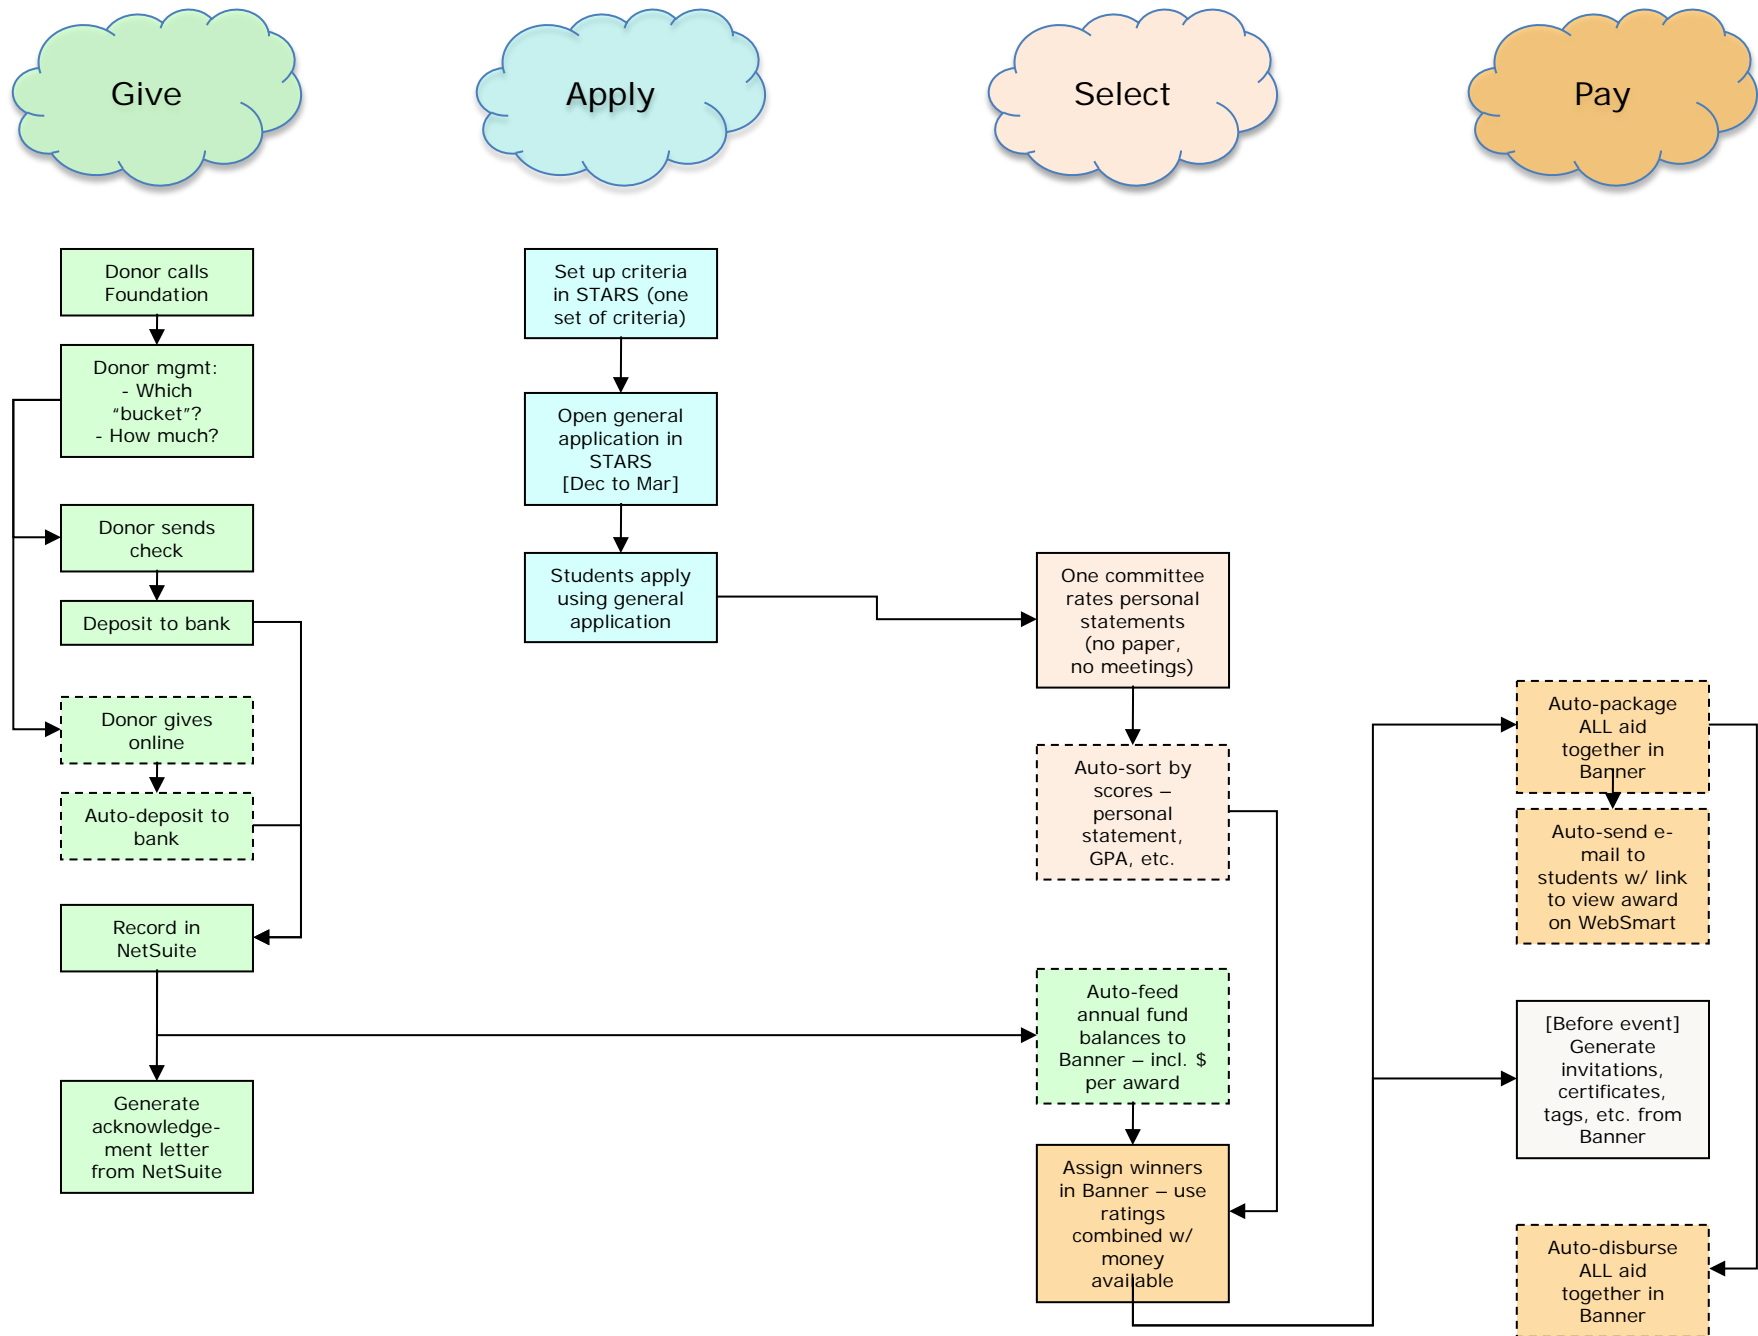 Give
Apply
Select
Pay
Donor calls
Foundation
Donor mgmt:
- Which
“bucket”?
- How much?
Donor sends
check
Deposit to bank
Donor gives
online
Auto-deposit to
bank
Record in
NetSuite
Generate
acknowledge-
ment letter
from NetSuite
Set up criteria
in STARS (one
set of criteria)
Open general
application in
STARS
[Dec to Mar]
Students apply
using general
application
One committee
rates personal
statements
(no paper,
no meetings)
Auto-sort by
scores –
personal
statement,
GPA, etc.
Auto-feed
annual fund
balances to
Banner – incl. $
per award
Assign winners
in Banner – use
ratings
combined w/
money
available
Auto-package
ALL aid
together in
Banner
Auto-send e-
mail to
students w/ link
to view award
on WebSmart
[Before event]
Generate
invitations,
certificates,
tags, etc. from
Banner
Auto-disburse
ALL aid
together in
Banner